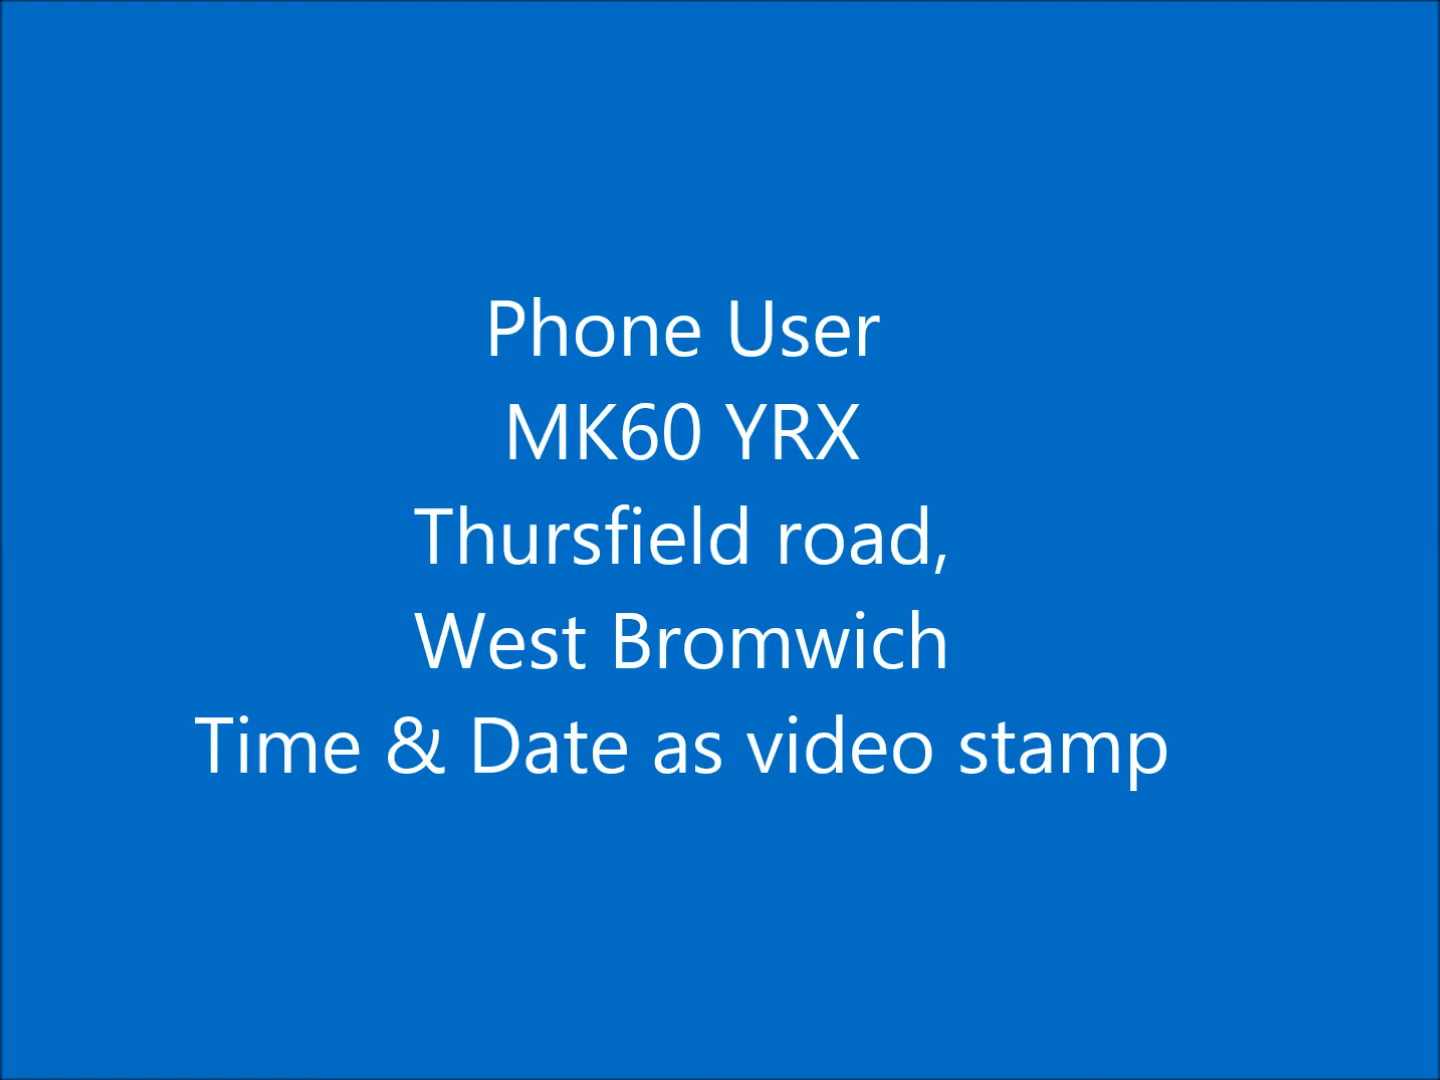 Phone User
MK60 YRX
Thursfield road,
West Bromwich
Time & Date as video stamp